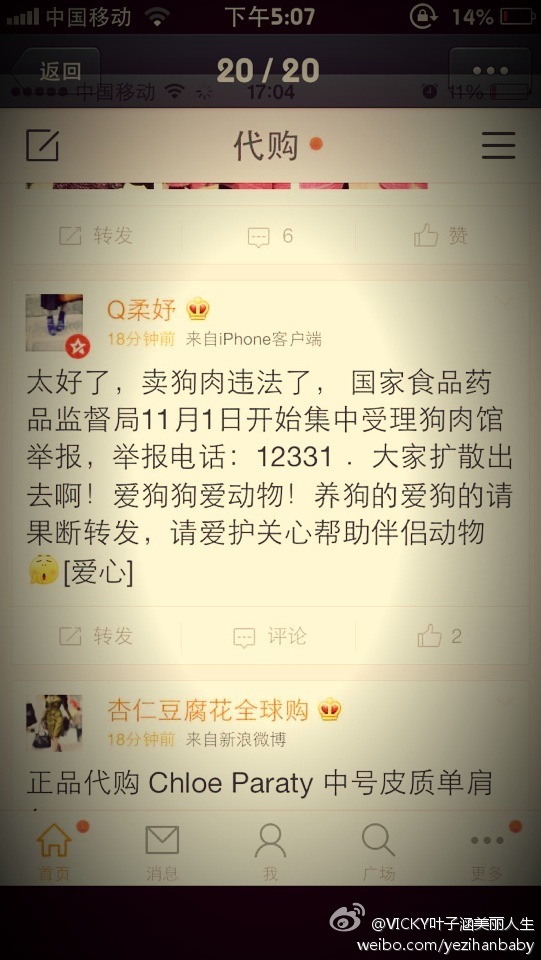 中国移动 下午5:07 14%
返回 20 / 20
中国移动 17:04 11%
代购
转发 6 赞
Q柔妤
18分钟前 来自iPhone客户端
太好了，卖狗肉违法了， 国家食品药
品监督局11月1日开始集中受理狗肉馆
举报，举报电话：12331 . 大家扩散出
去啊！爱狗狗爱动物！养狗的爱狗的请
果断转发，请爱护关心帮助伴侣动物
[爱心]
转发 评论 2
杏仁豆腐花全球购
18分钟前 来自新浪微博
正品代购 Chloe Paraty 中号皮质单肩
首页 消息 我 广场 更多
@VICKY叶子涵美丽人生
weibo.com/yezihanbaby